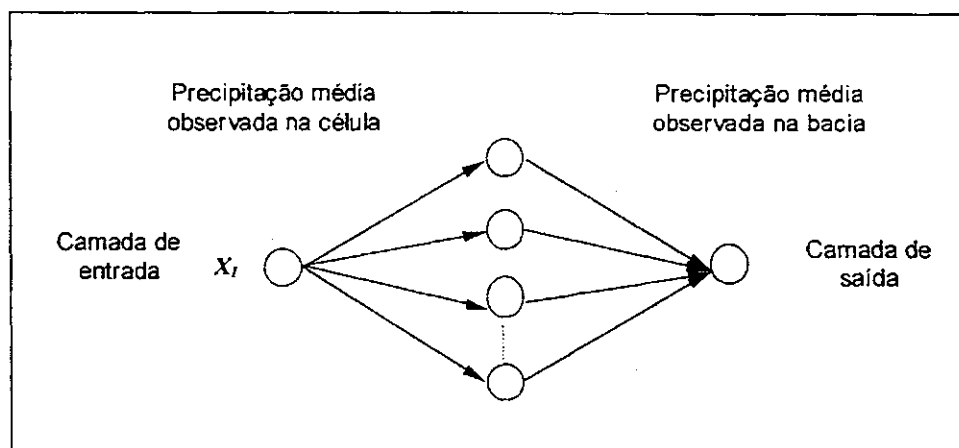 Precipitação média
observada na célula
Precipitação média
observada na bacia
Camada de
entrada
X₁
Camada de
saída